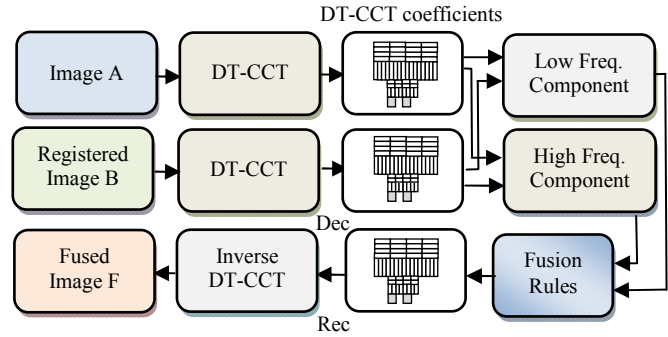 DT-CCT coefficients
Image A
DT-CCT
Low Freq.
Component
Registered
Image B
DT-CCT
High Freq.
Component
Dec
Fused
Image F
Inverse
DT-CCT
Fusion
Rules
Rec